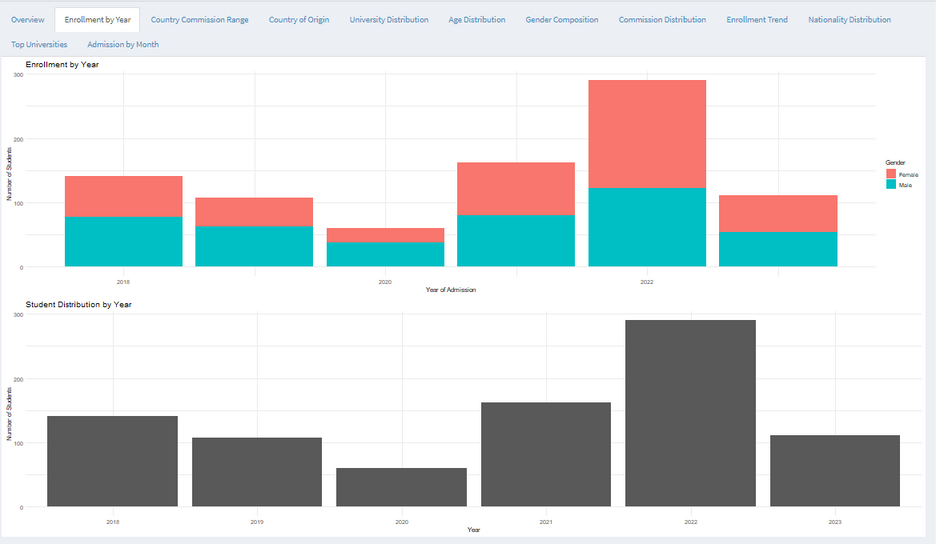 Overview Enrollment by Year Country Commission Range Country of Origin University Distribution Age Distribution Gender Composition Commission Distribution Enrollment Trend Nationality Distribution
Top Universities Admission by Month
Enrollment by Year
300
200
100
0
Number of Students
2018 2020 2022
Year of Admission
Gender
Female
Male
Student Distribution by Year
300
200
100
0
Number of Students
2018 2019 2020 2021 2022 2023
Year